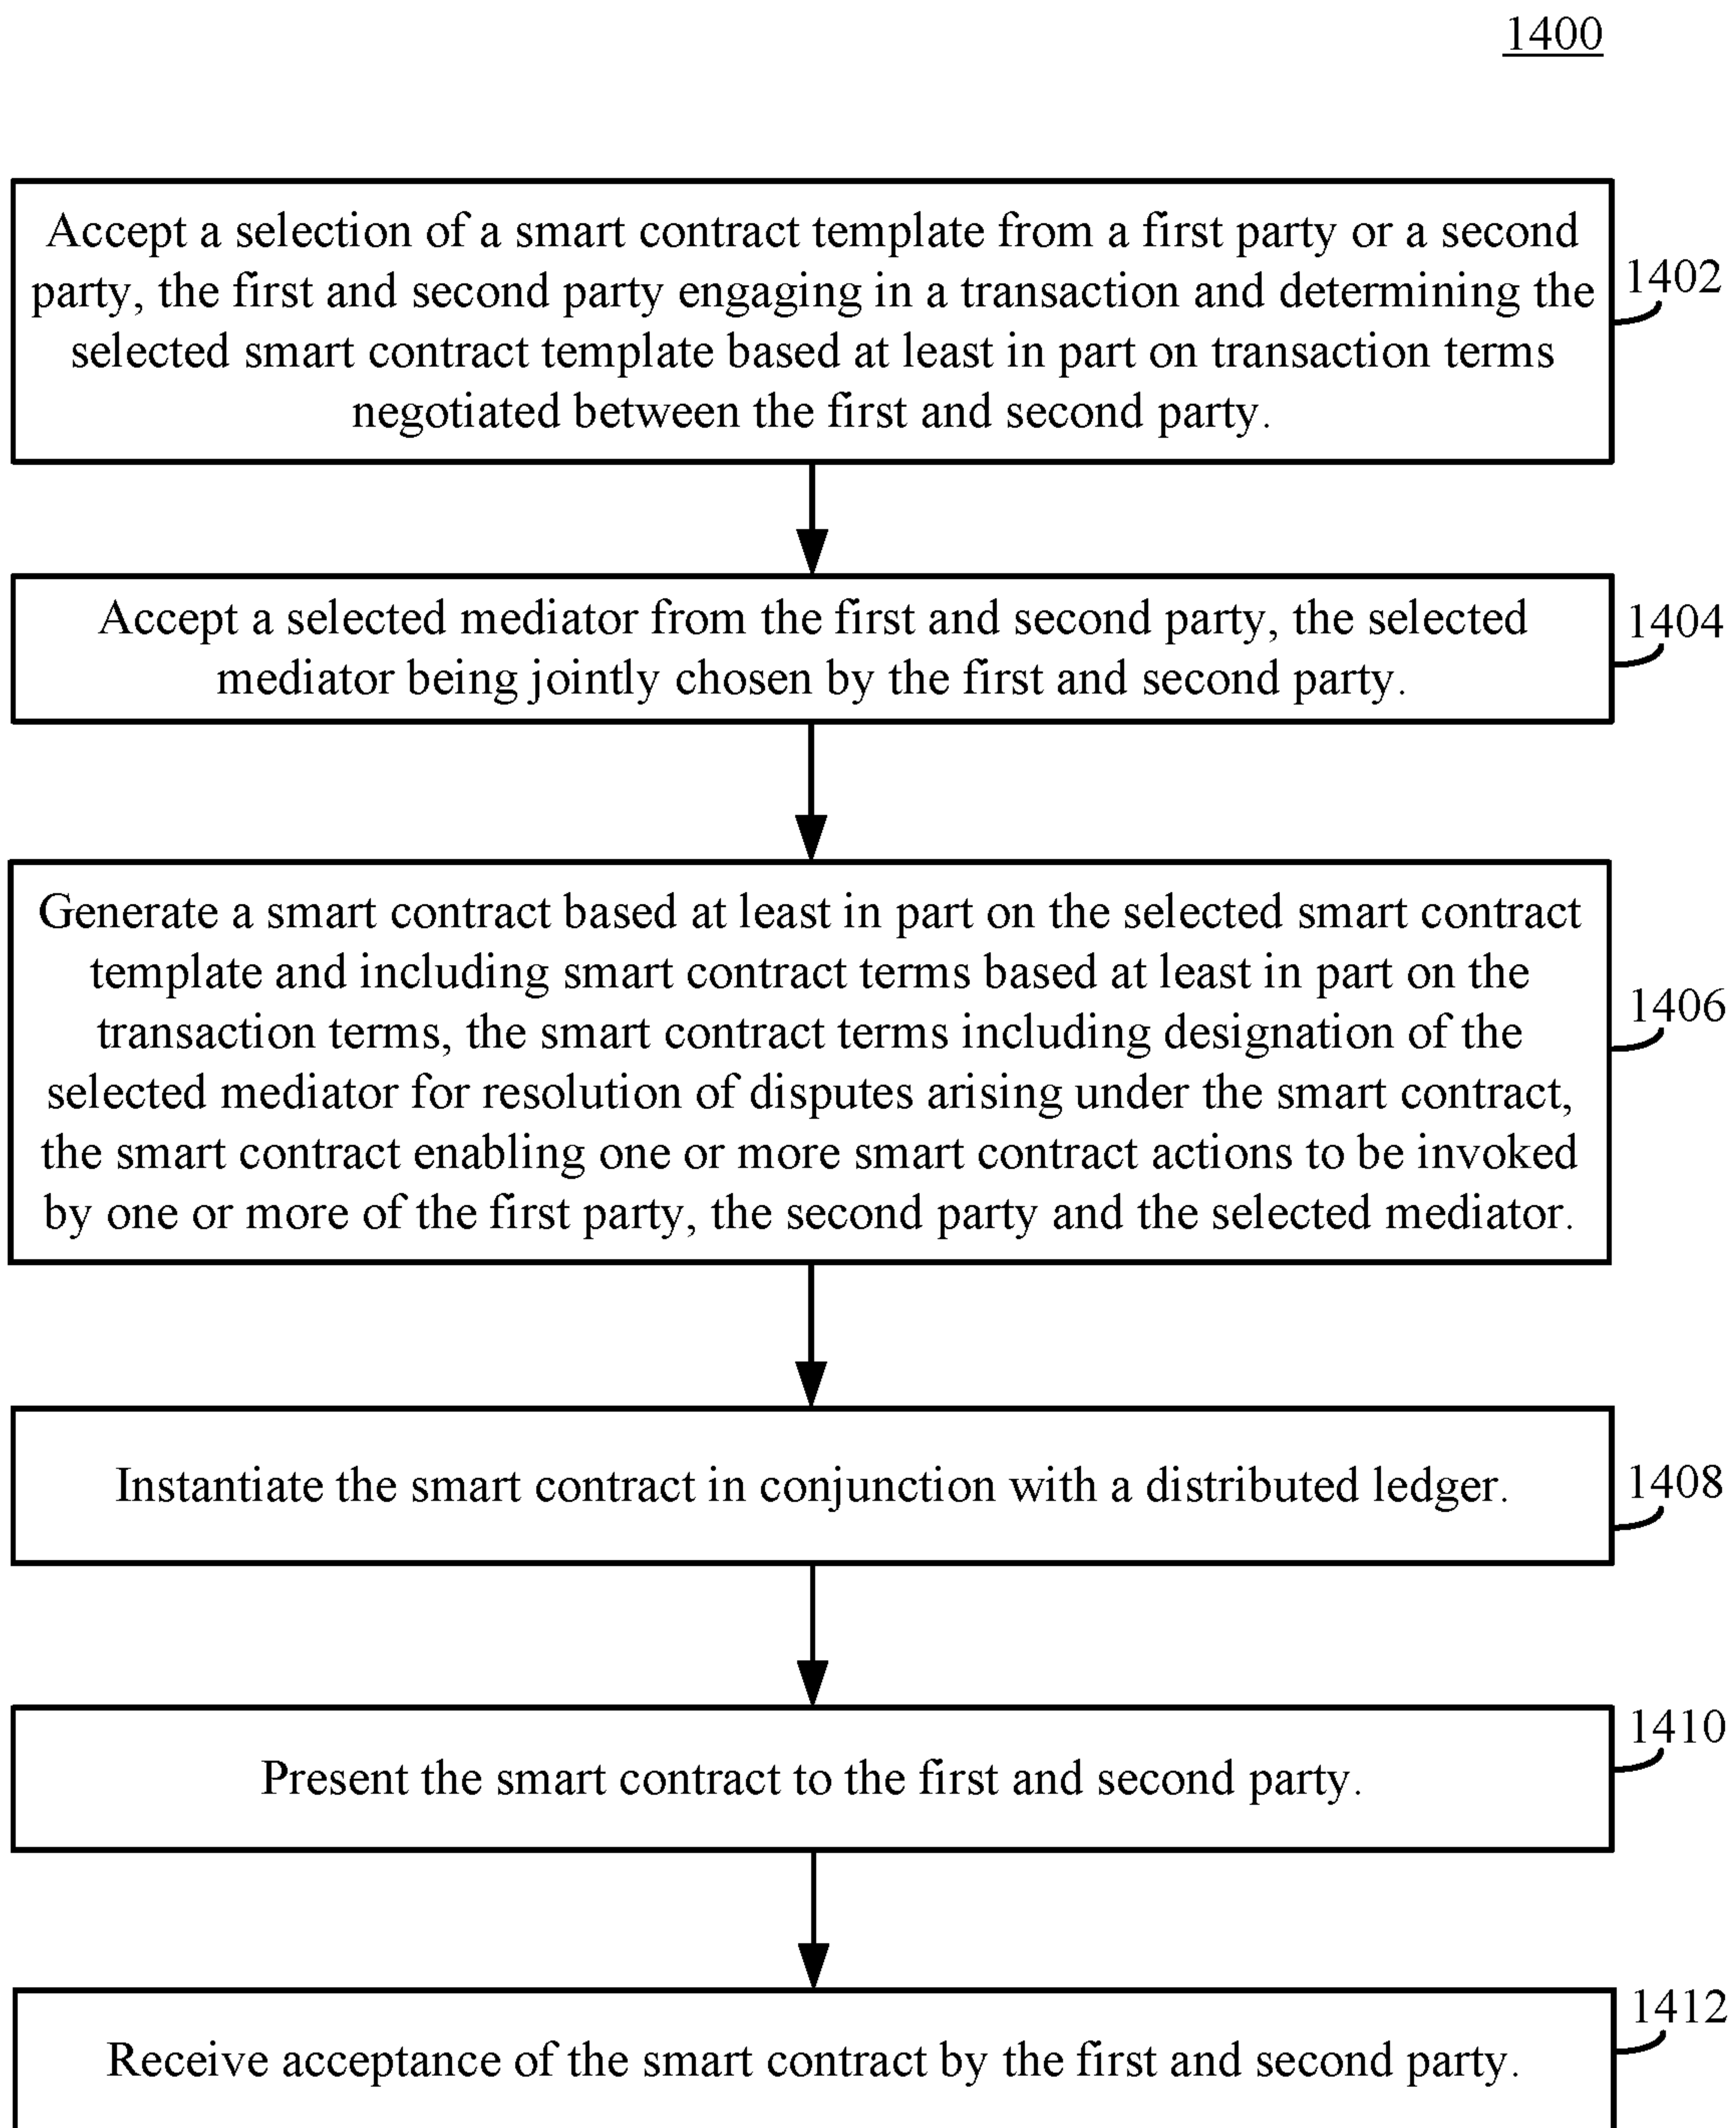 1400
Accept a selection of a smart contract template from a first party or a second
party, the first and second party engaging in a transaction and determining the
selected smart contract template based at least in part on transaction terms
negotiated between the first and second party.
1402
Accept a selected mediator from the first and second party, the selected
mediator being jointly chosen by the first and second party.
1404
Generate a smart contract based at least in part on the selected smart contract
template and including smart contract terms based at least in part on the
transaction terms, the smart contract terms including designation of the
selected mediator for resolution of disputes arising under the smart contract,
the smart contract enabling one or more smart contract actions to be invoked
by one or more of the first party, the second party and the selected mediator.
1406
Instantiate the smart contract in conjunction with a distributed ledger.
1408
Present the smart contract to the first and second party.
1410
Receive acceptance of the smart contract by the first and second party.
1412